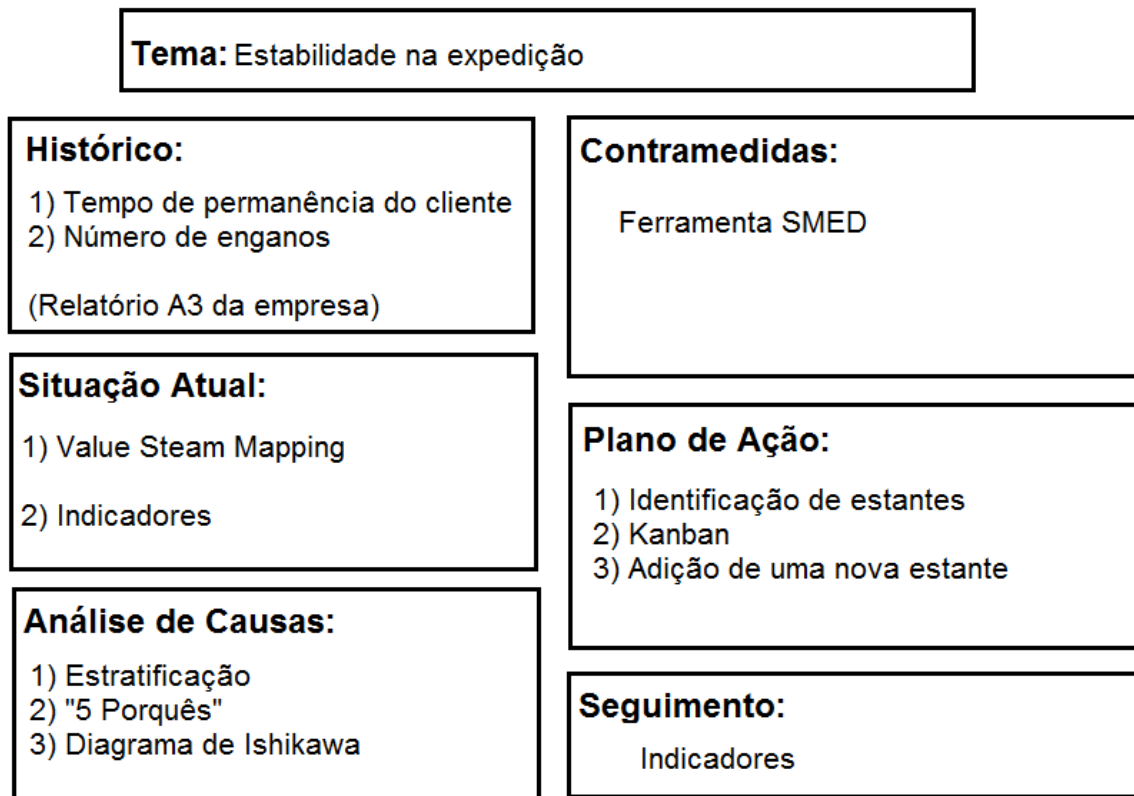 Tema: Estabilidade na expedição
Histórico:
1) Tempo de permanência do cliente
2) Número de enganos
(Relatório A3 da empresa)
Situação Atual:
1) Value Steam Mapping
2) Indicadores
Análise de Causas:
1) Estratificação
2) "5 Porquês"
3) Diagrama de Ishikawa
Contramedidas:
Ferramenta SMED
Plano de Ação:
1) Identificação de estantes
2) Kanban
3) Adição de uma nova estante
Seguimento:
Indicadores